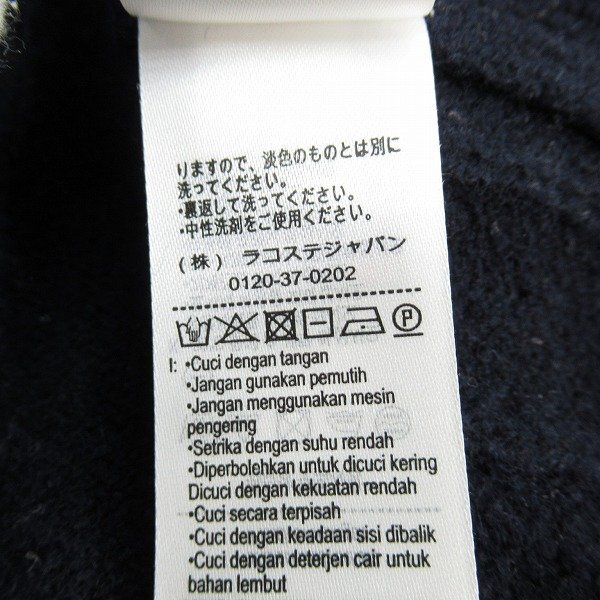 りますので、淡色のものとは別に
洗ってください。
・裏返して洗ってください。
・中性洗剤をご使用ください。
（株） ラコステジャパン
0120-37-0202
P
I: •Cuci dengan tangan
•Jangan gunakan pemutih
•Jangan menggunakan mesin
pengering
•Setrika dengan suhu rendah
•Diperbolehkan untuk dicuci kering
Dicuci dengan kekuatan rendah
•Cuci secara terpisah
•Cuci dengan keadaan sisi dibalik
•Cuci dengan deterjen cair untuk
bahan lembut